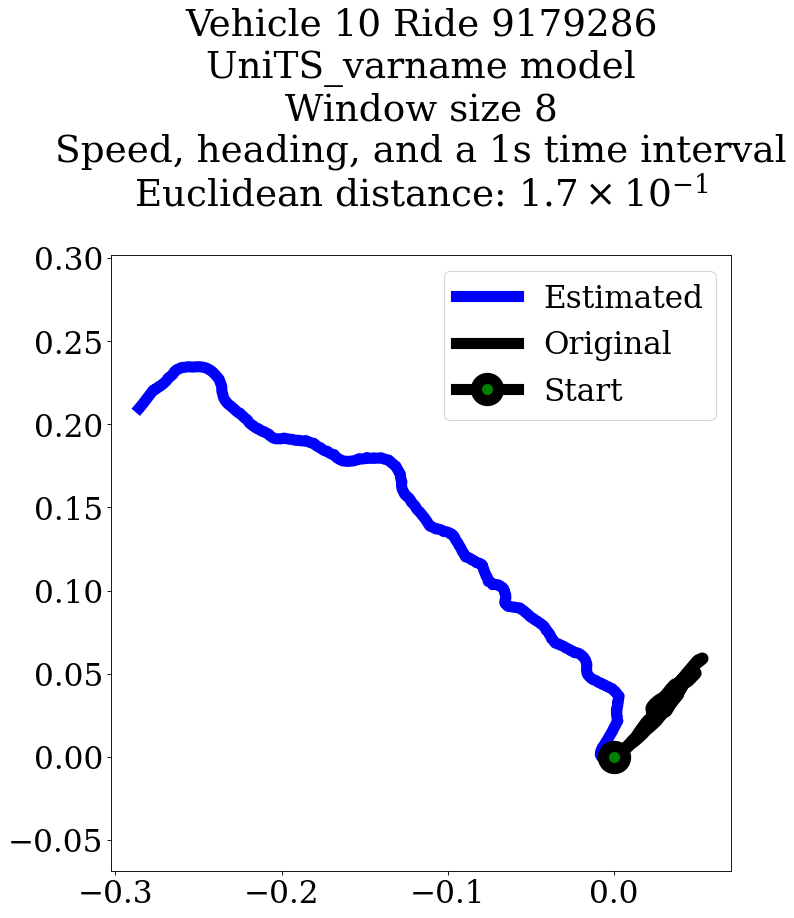 Vehicle 10 Ride 9179286
UniTS_varname model
Window size 8
Speed, heading, and a 1s time interval
Euclidean distance: 1.7 × 10⁻¹
Estimated
Original
Start
0.30
0.25
0.20
0.15
0.10
0.05
0.00
−0.05
−0.3 −0.2 −0.1 0.0